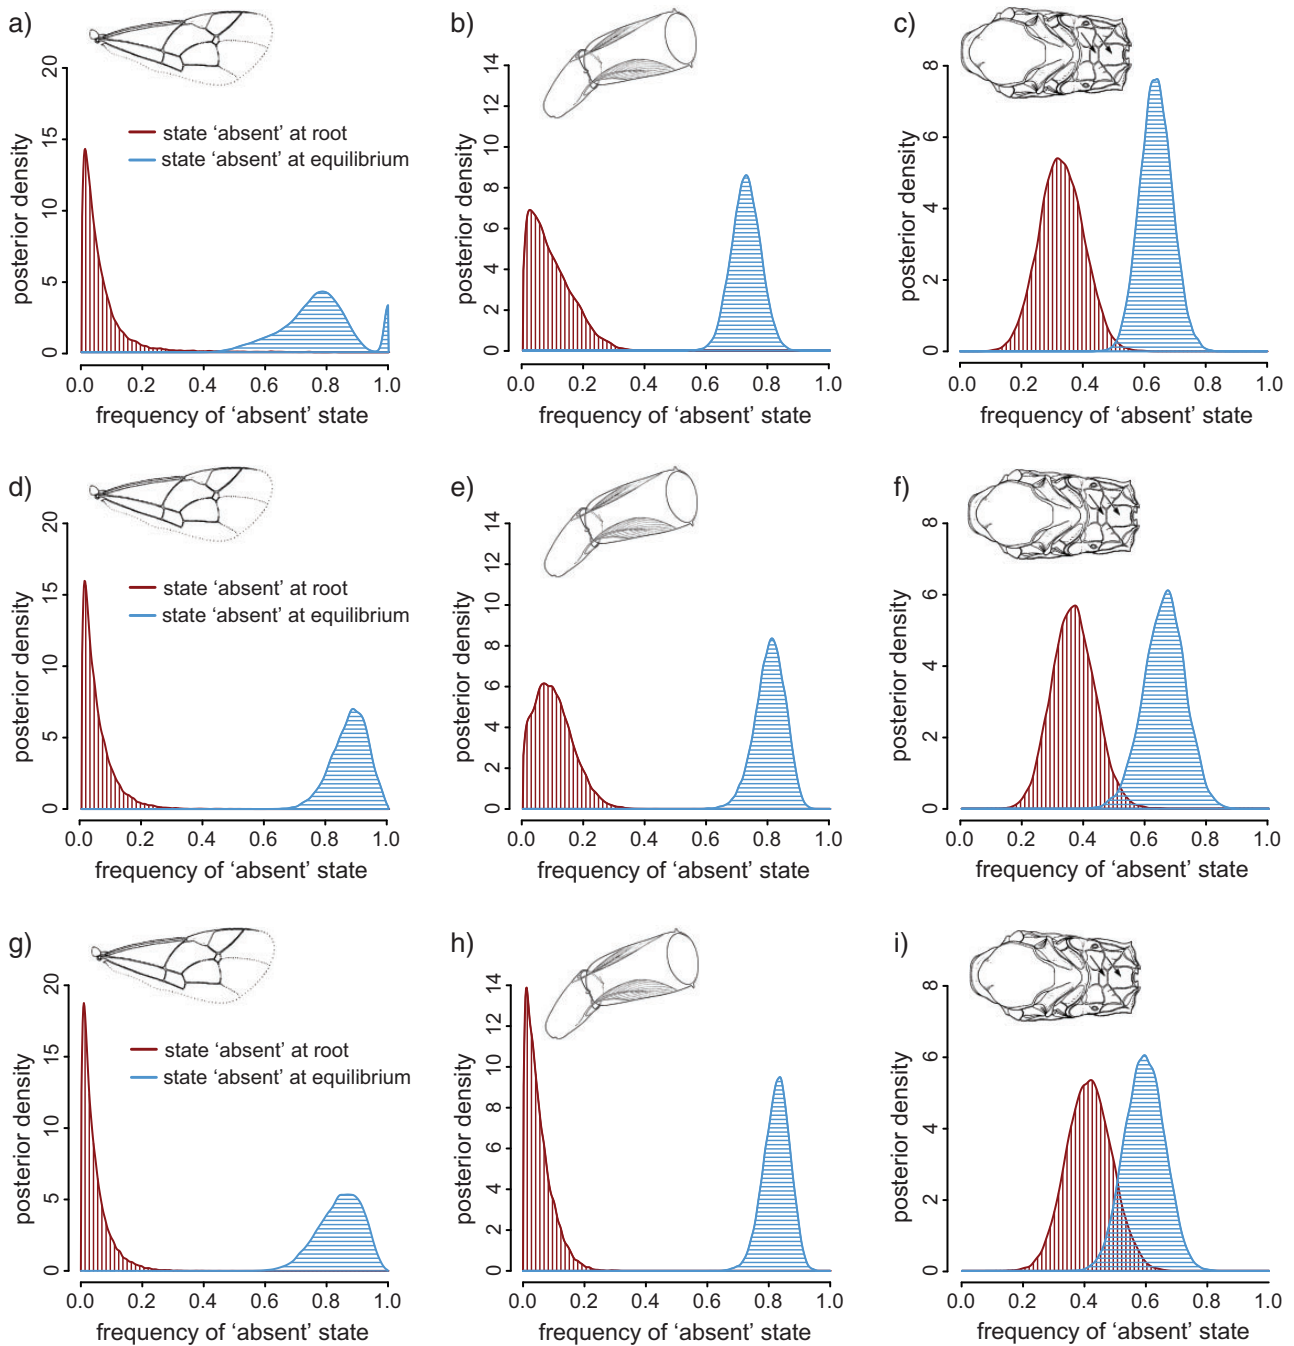 a)
b)
c)
20
15
10
5
0
posterior density
state 'absent' at root
state 'absent' at equilibrium
0.0 0.2 0.4 0.6 0.8 1.0
frequency of 'absent' state
14
12
10
8
6
4
2
0
posterior density
0.0 0.2 0.4 0.6 0.8 1.0
frequency of 'absent' state
8
6
4
2
0
posterior density
0.0 0.2 0.4 0.6 0.8 1.0
frequency of 'absent' state
d)
e)
f)
20
15
10
5
0
posterior density
state 'absent' at root
state 'absent' at equilibrium
0.0 0.2 0.4 0.6 0.8 1.0
frequency of 'absent' state
14
12
10
8
6
4
2
0
posterior density
0.0 0.2 0.4 0.6 0.8 1.0
frequency of 'absent' state
8
6
4
2
0
posterior density
0.0 0.2 0.4 0.6 0.8 1.0
frequency of 'absent' state
g)
h)
i)
20
15
10
5
0
posterior density
state 'absent' at root
state 'absent' at equilibrium
0.0 0.2 0.4 0.6 0.8 1.0
frequency of 'absent' state
14
12
10
8
6
4
2
0
posterior density
0.0 0.2 0.4 0.6 0.8 1.0
frequency of 'absent' state
8
6
4
2
0
posterior density
0.0 0.2 0.4 0.6 0.8 1.0
frequency of 'absent' state